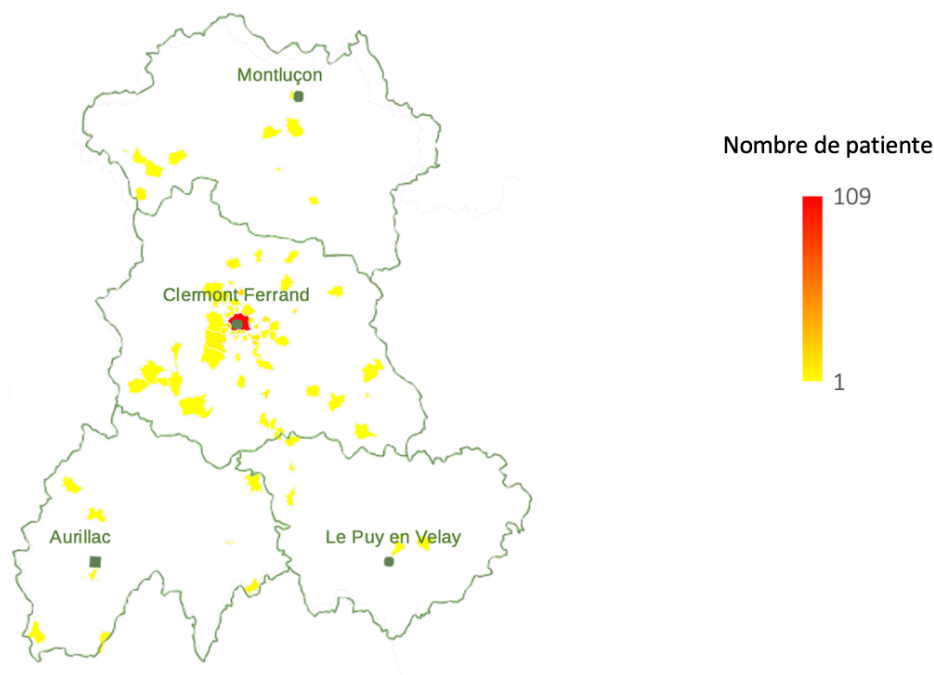 Montluçon
Nombre de patiente
109
Clermont Ferrand
1
Aurillac
Le Puy en Velay